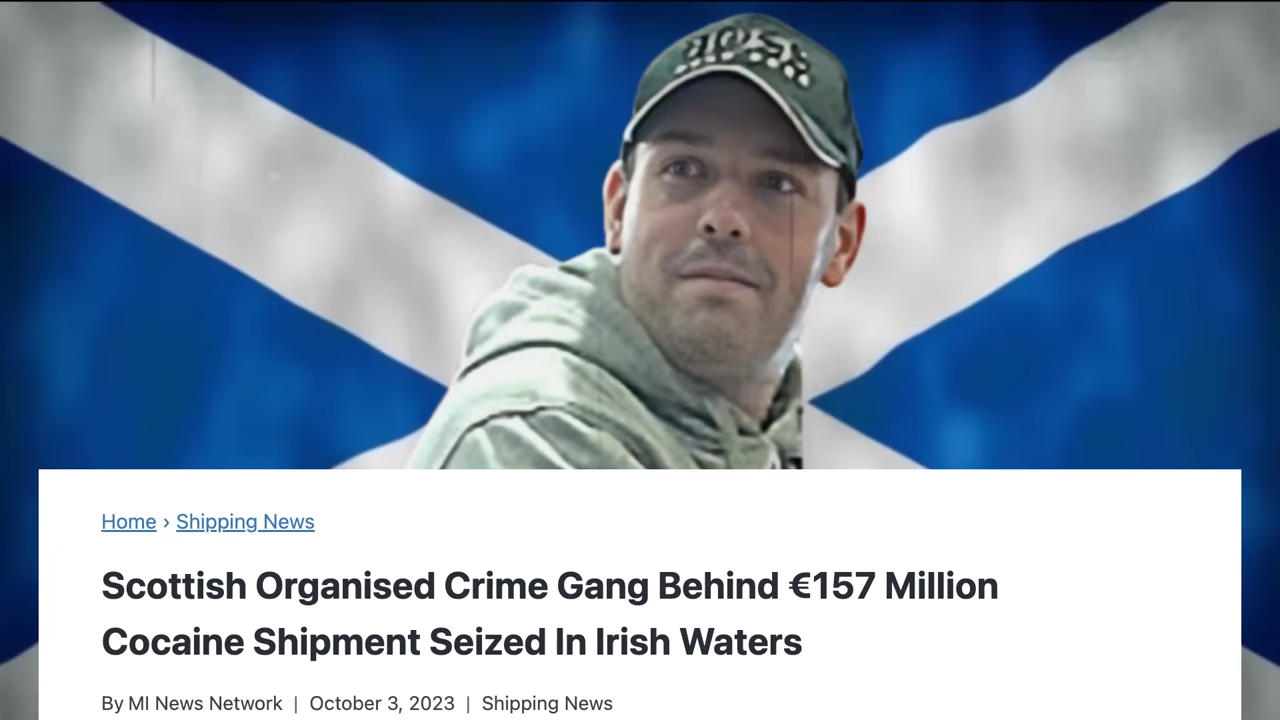 BOSS
Home › Shipping News
Scottish Organised Crime Gang Behind €157 Million
Cocaine Shipment Seized In Irish Waters
By MI News Network | October 3, 2023 | Shipping News